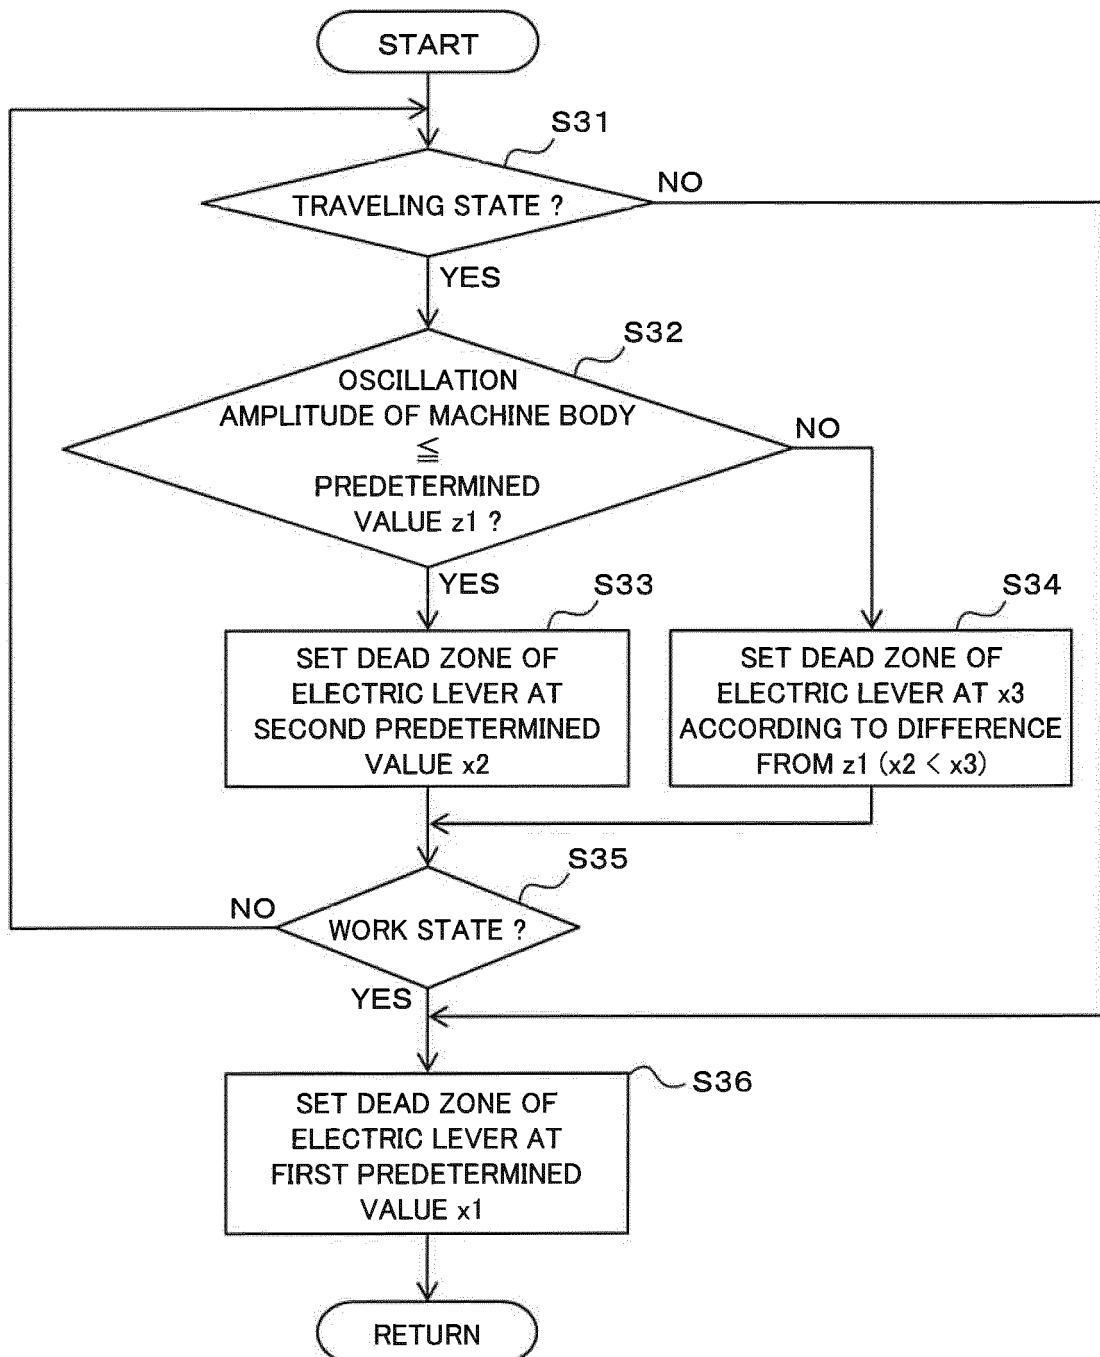 START
S31
TRAVELING STATE ?
NO
YES
S32
OSCILLATION
AMPLITUDE OF MACHINE BODY
≦
PREDETERMINED
VALUE z1 ?
NO
YES
S33
SET DEAD ZONE OF
ELECTRIC LEVER AT
SECOND PREDETERMINED
VALUE x2
S34
SET DEAD ZONE OF
ELECTRIC LEVER AT x3
ACCORDING TO DIFFERENCE
FROM z1 (x2 < x3)
S35
WORK STATE ?
NO
YES
S36
SET DEAD ZONE OF
ELECTRIC LEVER AT
FIRST PREDETERMINED
VALUE x1
RETURN